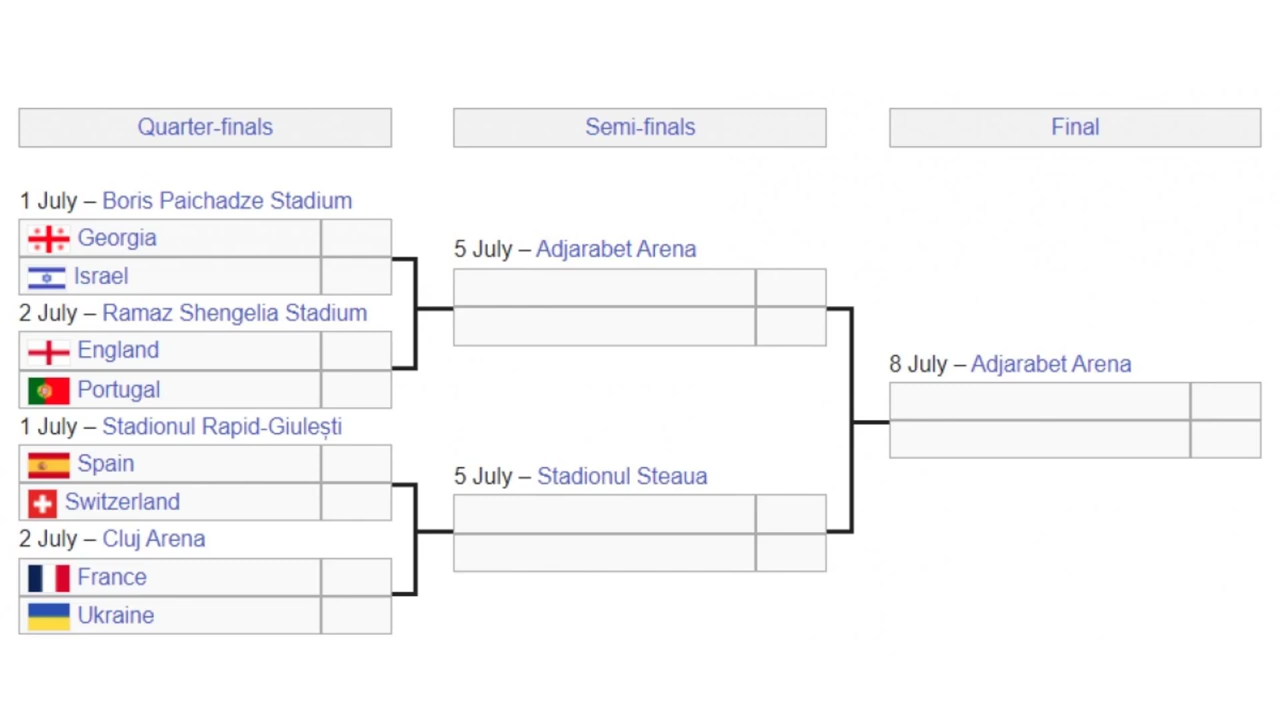 Quarter-finals
Semi-finals
Final
1 July – Boris Paichadze Stadium
Georgia
Israel
2 July – Ramaz Shengelia Stadium
England
Portugal
1 July – Stadionul Rapid-Giulești
Spain
Switzerland
2 July – Cluj Arena
France
Ukraine
5 July – Adjarabet Arena
5 July – Stadionul Steaua
8 July – Adjarabet Arena